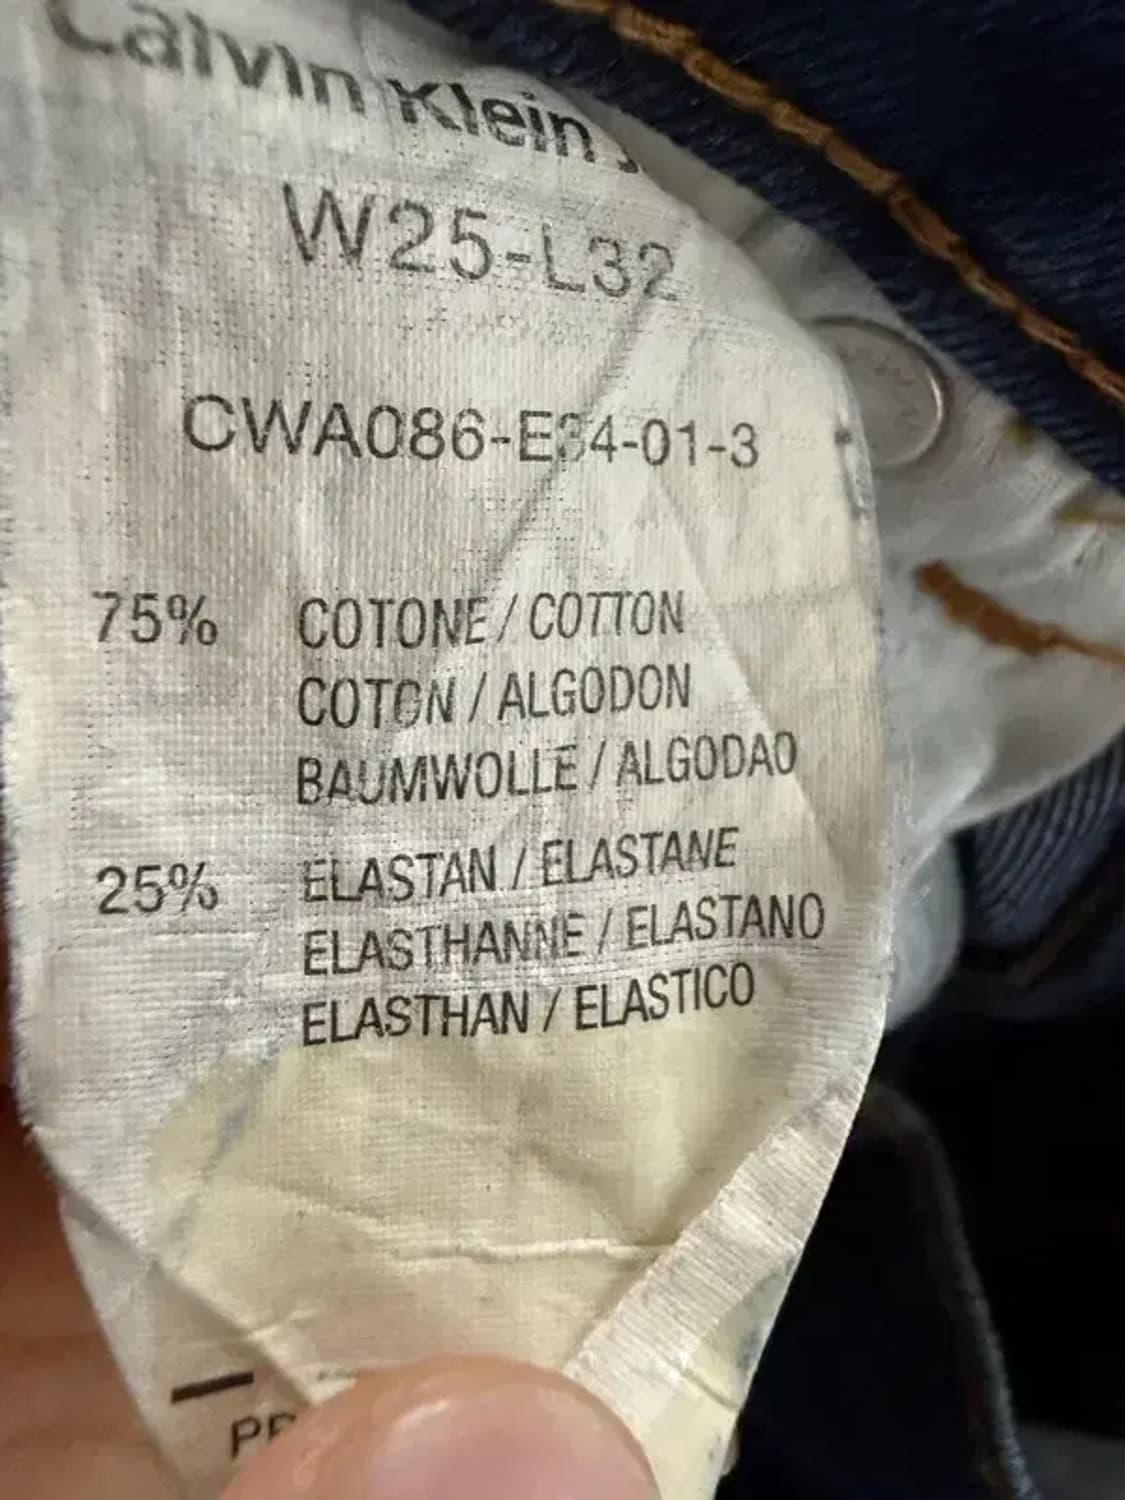 Calvin Klein J
W25-L32
CWA086-E34-01-3
75% COTONE / COTTON
COTON / ALGODON
BAUMWOLLE / ALGODAO
25% ELASTAN / ELASTANE
ELASTHANNE / ELASTANO
ELASTHAN / ELASTICO